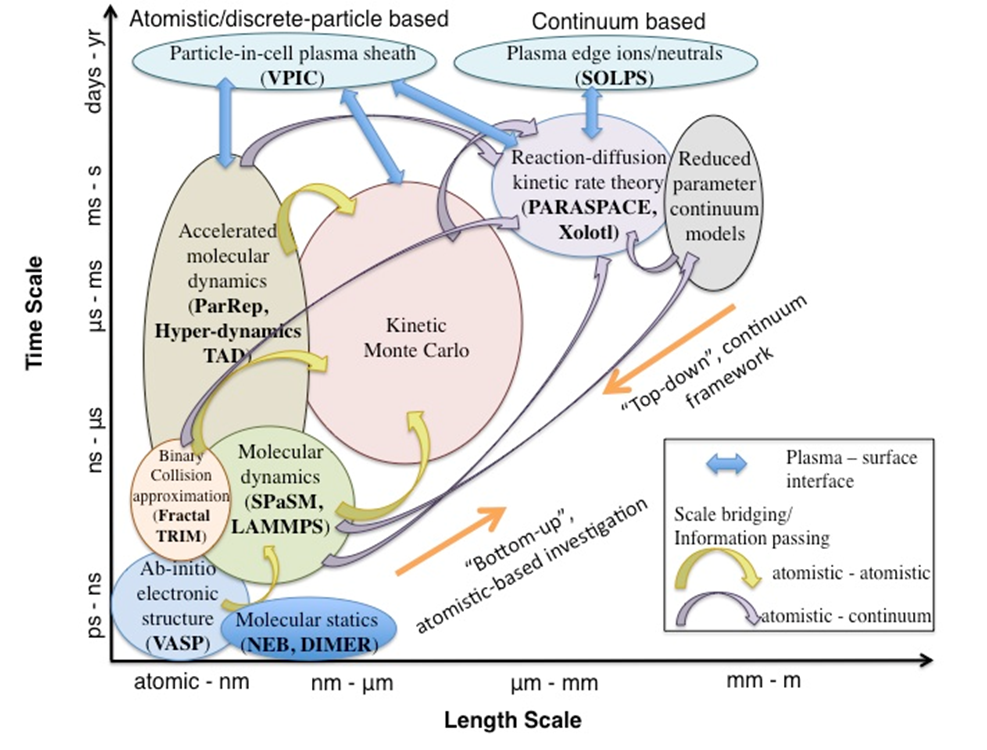 Atomistic/discrete-particle based
Continuum based
Particle-in-cell plasma sheath
(VPIC)
Plasma edge ions/neutrals
(SOLPS)
Reaction-diffusion
kinetic rate theory
(PARASPACE,
Xolotl)
Reduced
parameter
continuum
models
Accelerated
molecular
dynamics
(ParRep,
Hyper-dynamics
TAD)
Kinetic
Monte Carlo
Binary
Collision
approximation
(Fractal
TRIM)
Molecular
dynamics
(SPaSM,
LAMMPS)
Ab-initio
electronic
structure
(VASP)
Molecular statics
(NEB, DIMER)
“Top-down”, continuum
framework
“Bottom-up”,
atomistic-based investigation
Plasma – surface
interface
Scale bridging/
Information passing
atomistic - atomistic
atomistic - continuum
Time Scale
days - yr
ms - s
μs - ms
ns - μs
ps - ns
atomic - nm
nm - μm
μm - mm
mm - m
Length Scale